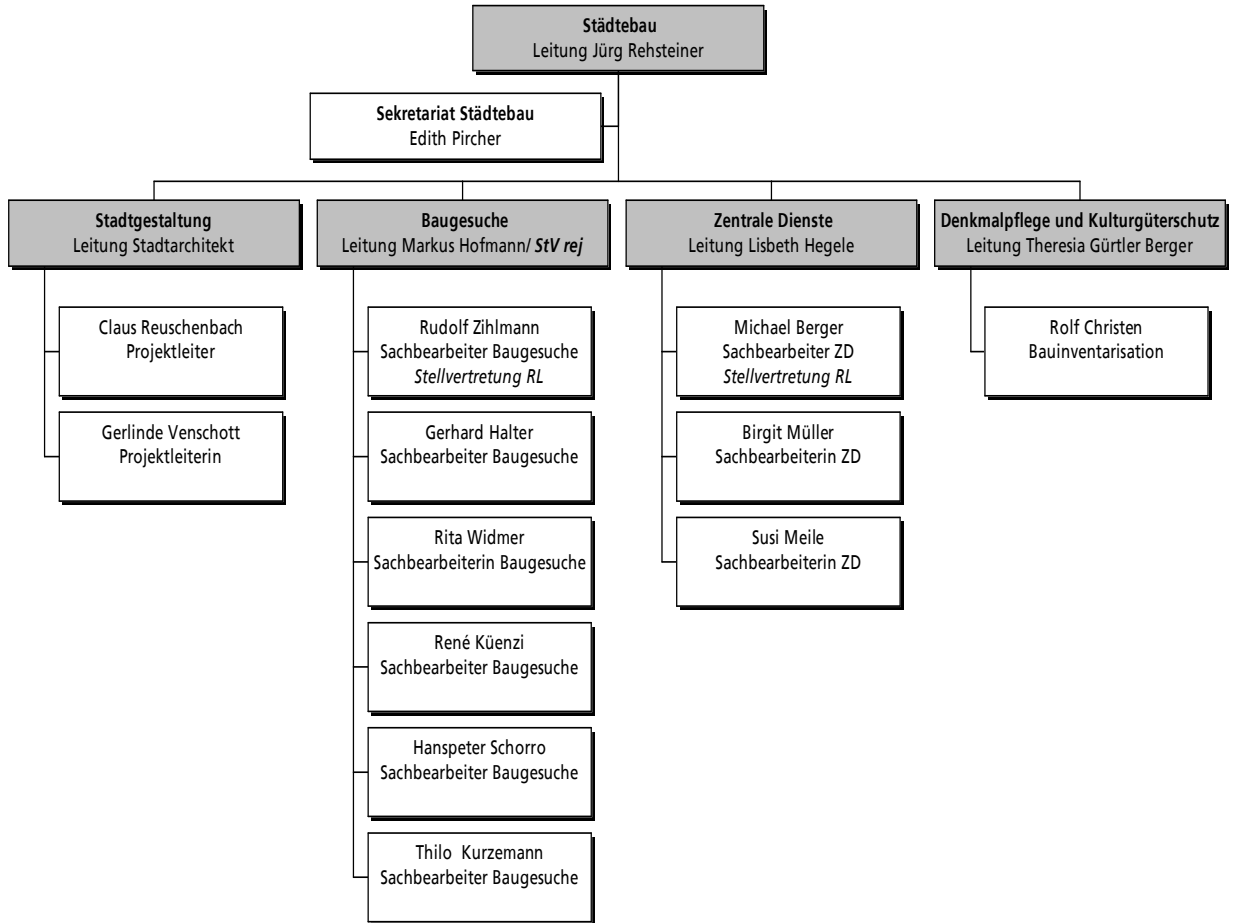 Städtebau
Leitung Jürg Rehsteiner
Sekretariat Städtebau
Edith Pircher
Stadtgestaltung
Leitung Stadtarchitekt
Claus Reuschenbach
Projektleiter
Gerlinde Venschott
Projektleiterin
Baugesuche
Leitung Markus Hofmann/ StV rej
Rudolf Zihlmann
Sachbearbeiter Baugesuche
Stellvertretung RL
Gerhard Halter
Sachbearbeiter Baugesuche
Rita Widmer
Sachbearbeiterin Baugesuche
René Küenzi
Sachbearbeiter Baugesuche
Hanspeter Schorro
Sachbearbeiter Baugesuche
Thilo Kurzemann
Sachbearbeiter Baugesuche
Zentrale Dienste
Leitung Lisbeth Hegele
Michael Berger
Sachbearbeiter ZD
Stellvertretung RL
Birgit Müller
Sachbearbeiterin ZD
Susi Meile
Sachbearbeiterin ZD
Denkmalpflege und Kulturgüterschutz
Leitung Theresia Gürtler Berger
Rolf Christen
Bauinventarisation